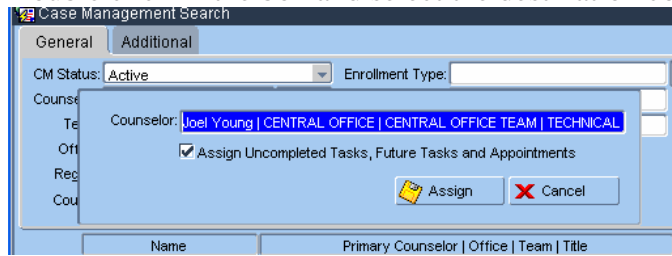 Case Management Search
General Additional
CM Status: Active Enrollment Type:
Counselor: Joel Young | CENTRAL OFFICE | CENTRAL OFFICE TEAM | TECHNICAL
Assign Uncompleted Tasks, Future Tasks and Appointments
Assign Cancel
Name Primary Counselor | Office | Team | Title